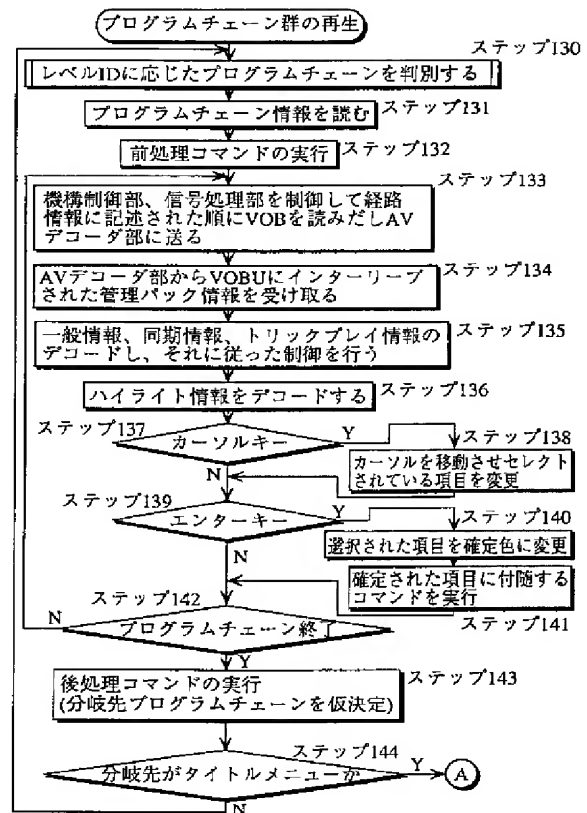 プログラムチェーン群の再生
ステップ130
レベルIDに応じたプログラムチェーンを判別する
プログラムチェーン情報を読む
ステップ131
前処理コマンドの実行
ステップ132
ステップ133
機構制御部、信号処理部を制御して経路
情報に記述された順にVOBを読みだしAV
デコーダ部に送る
AVデコーダ部からVOBUにインターリーブ
された管理パック情報を受け取る
ステップ134
一般情報、同期情報、トリックプレイ情報の
デコードし、それに従った制御を行う
ステップ135
ハイライト情報をデコードする
ステップ136
ステップ137
カーソルキー
Y
ステップ138
カーソルを移動させセレクト
されている項目を変更
N
ステップ139
エンターキー
Y
ステップ140
選択された項目を確定色に変更
N
確定された項目に付随する
コマンドを実行
ステップ141
ステップ142
N
プログラムチェーン終了
Y
後処理コマンドの実行
(分岐先プログラムチェーンを仮決定)
ステップ143
ステップ144
分岐先がタイトルメニューか
Y
A
N